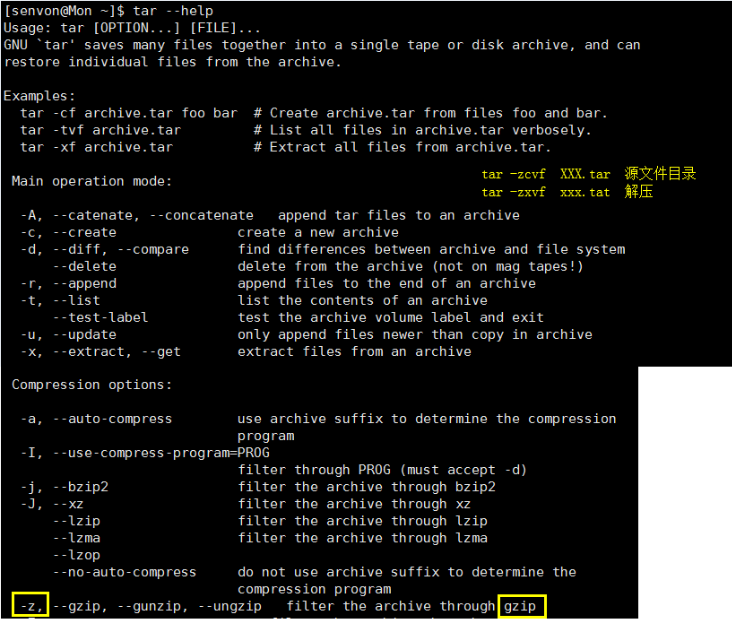 [senvon@Mon ~]$ tar --help
Usage: tar [OPTION...] [FILE]...
GNU `tar' saves many files together into a single tape or disk archive, and can
restore individual files from the archive.
Examples:
tar -cf archive.tar foo bar  # Create archive.tar from files foo and bar.
tar -tvf archive.tar         # List all files in archive.tar verbosely.
tar -xf archive.tar          # Extract all files from archive.tar.
tar -zcvf  XXX.tar  源文件目录
Main operation mode:
tar -zxvf  xxx.tat  解压
-A, --catenate, --concatenate   append tar files to an archive
-c, --create               create a new archive
-d, --diff, --compare      find differences between archive and file system
--delete               delete from the archive (not on mag tapes!)
-r, --append               append files to the end of an archive
-t, --list                 list the contents of an archive
--test-label           test the archive volume label and exit
-u, --update               only append files newer than copy in archive
-x, --extract, --get       extract files from an archive
Compression options:
-a, --auto-compress        use archive suffix to determine the compression
program
-I, --use-compress-program=PROG
filter through PROG (must accept -d)
-j, --bzip2                filter the archive through bzip2
-J, --xz                   filter the archive through xz
--lzip                 filter the archive through lzip
--lzma                 filter the archive through lzma
--lzop
--no-auto-compress     do not use archive suffix to determine the
compression program
-z, --gzip, --gunzip, --ungzip   filter the archive through gzip